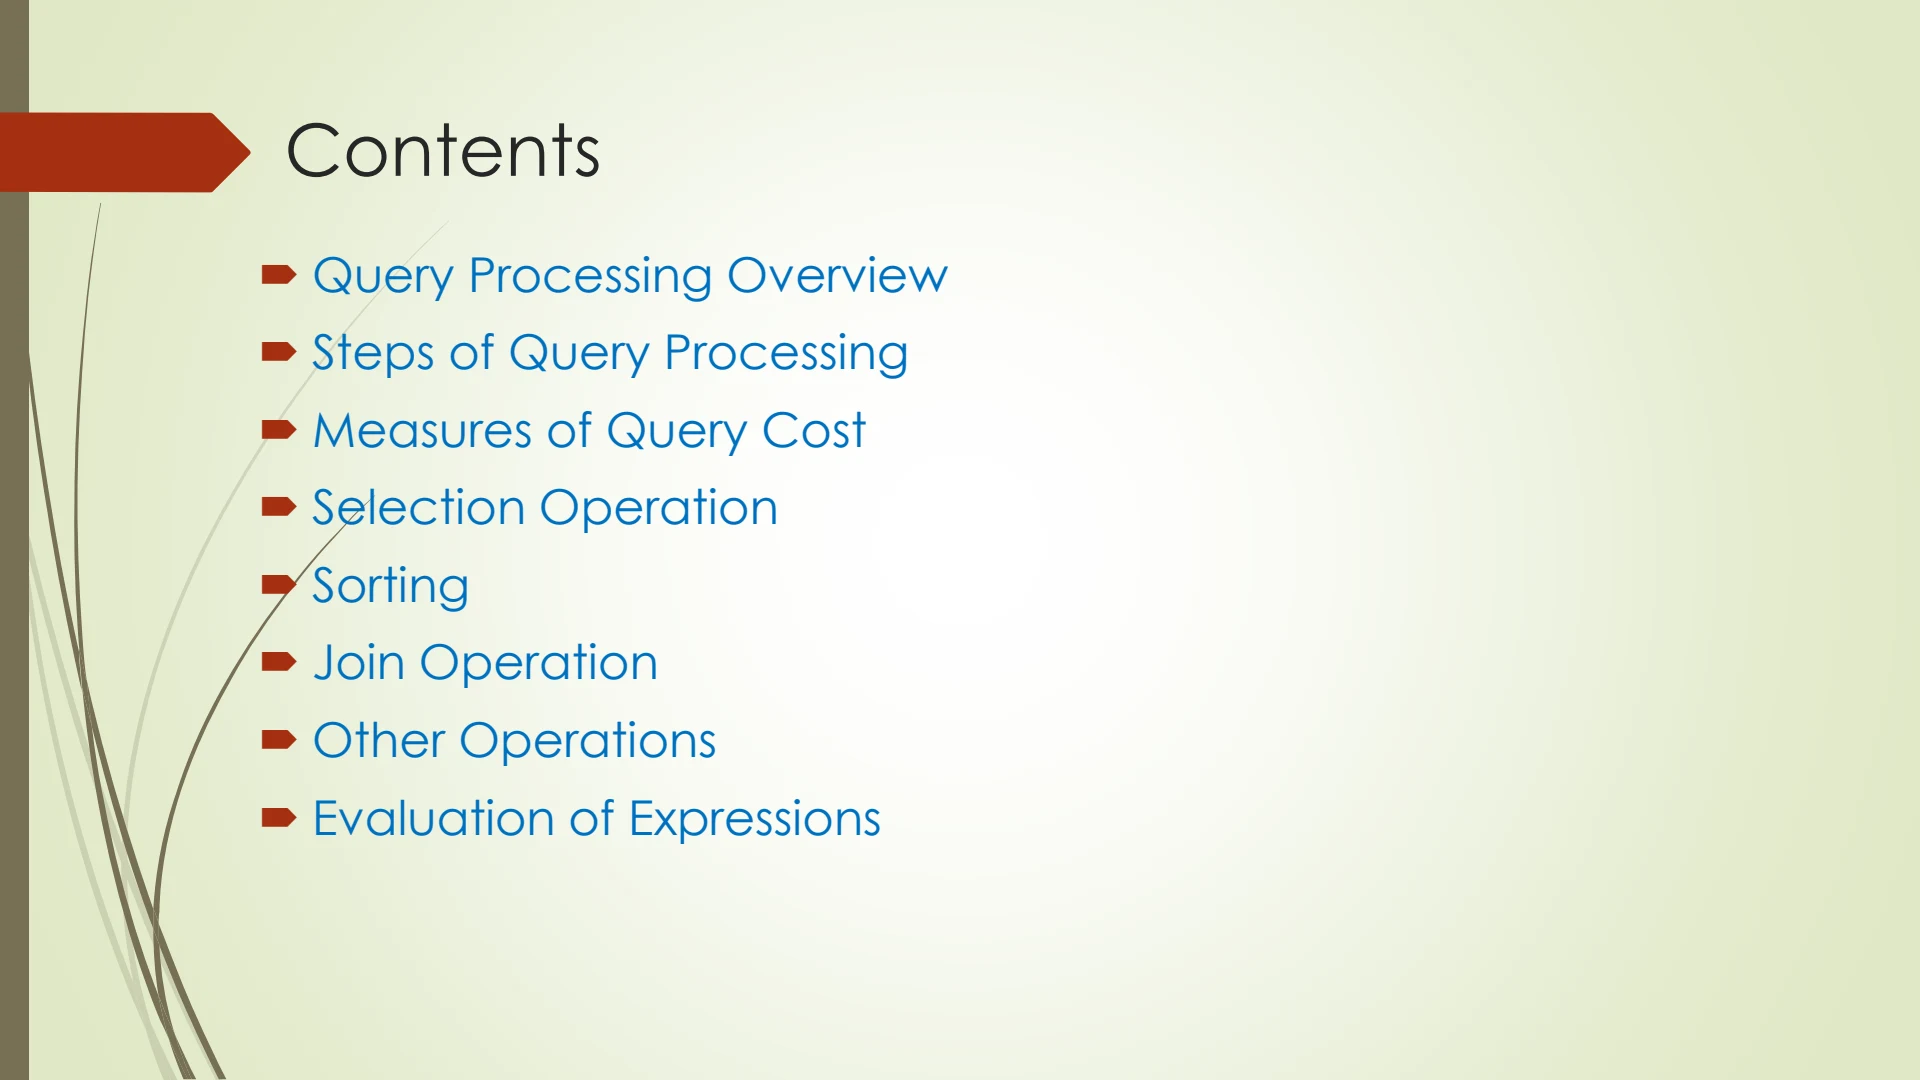 Contents
Query Processing Overview
Steps of Query Processing
Measures of Query Cost
Selection Operation
Sorting
Join Operation
Other Operations
Evaluation of Expressions